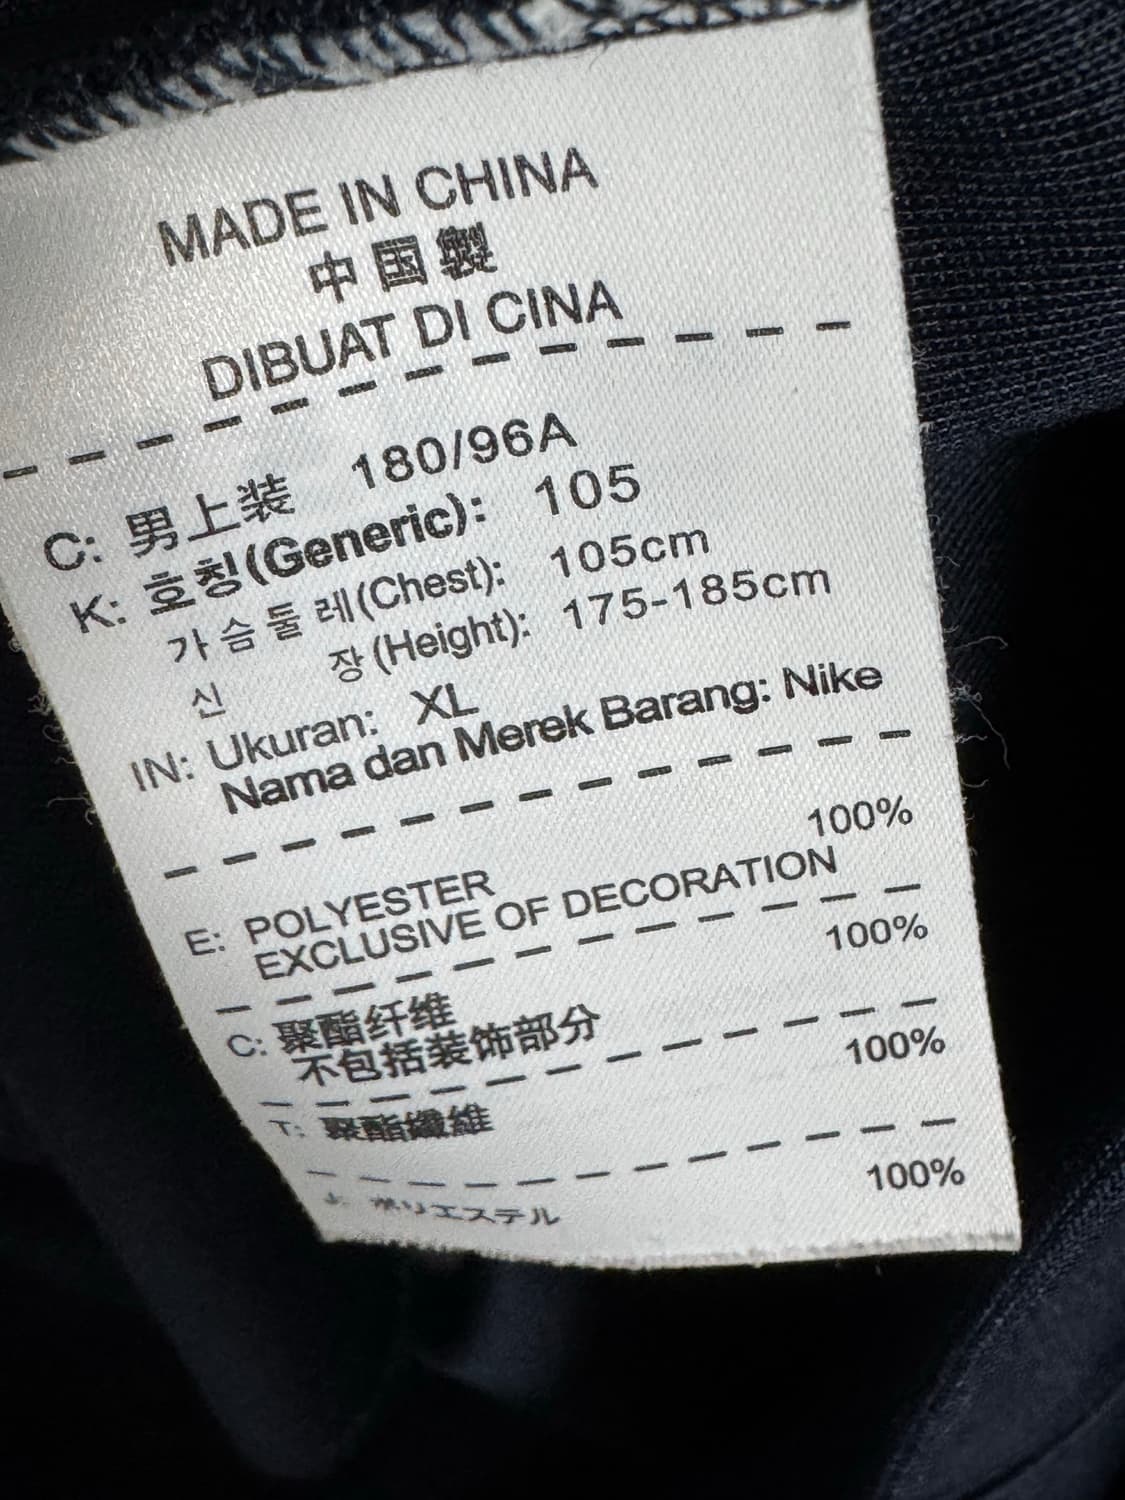 MADE IN CHINA
中国製
DIBUAT DI CINA
C: 男上装 180/96A
K: 호칭(Generic): 105
가슴둘레(Chest): 105cm
신 장(Height): 175-185cm
IN: Ukuran: XL
Nama dan Merek Barang: Nike
100%
E: POLYESTER
EXCLUSIVE OF DECORATION
100%
C: 聚酯纤维
不包括装饰部分
100%
T: 聚酯纖維
100%
J: ポリエステル